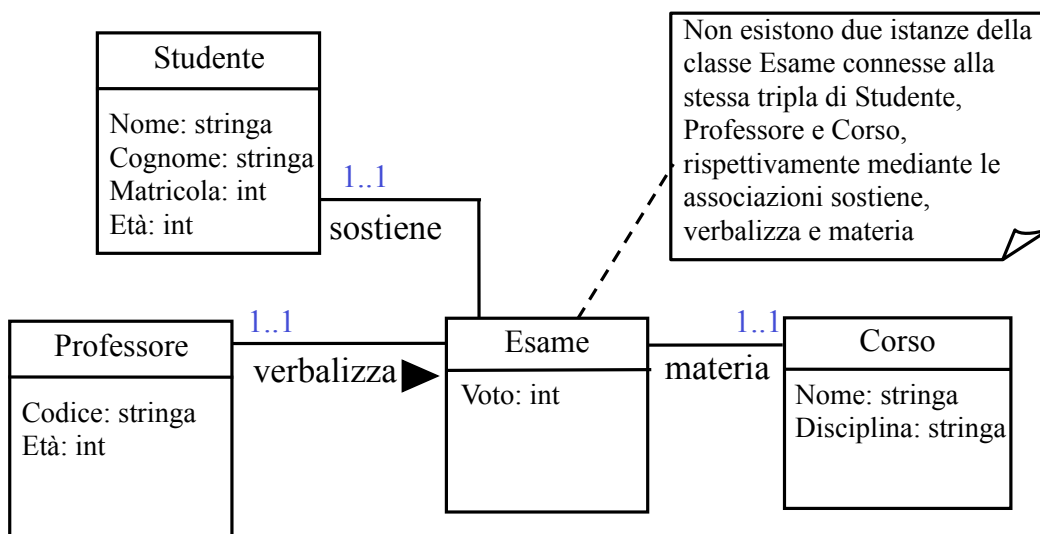 Studente
Nome: stringa
Cognome: stringa
Matricola: int
Età: int
1..1
sostiene
Non esistono due istanze della
classe Esame connesse alla
stessa tripla di Studente,
Professore e Corso,
rispettivamente mediante le
associazioni sostiene,
verbalizza e materia
Professore
Codice: stringa
Età: int
1..1
verbalizza
Esame
Voto: int
1..1
materia
Corso
Nome: stringa
Disciplina: stringa